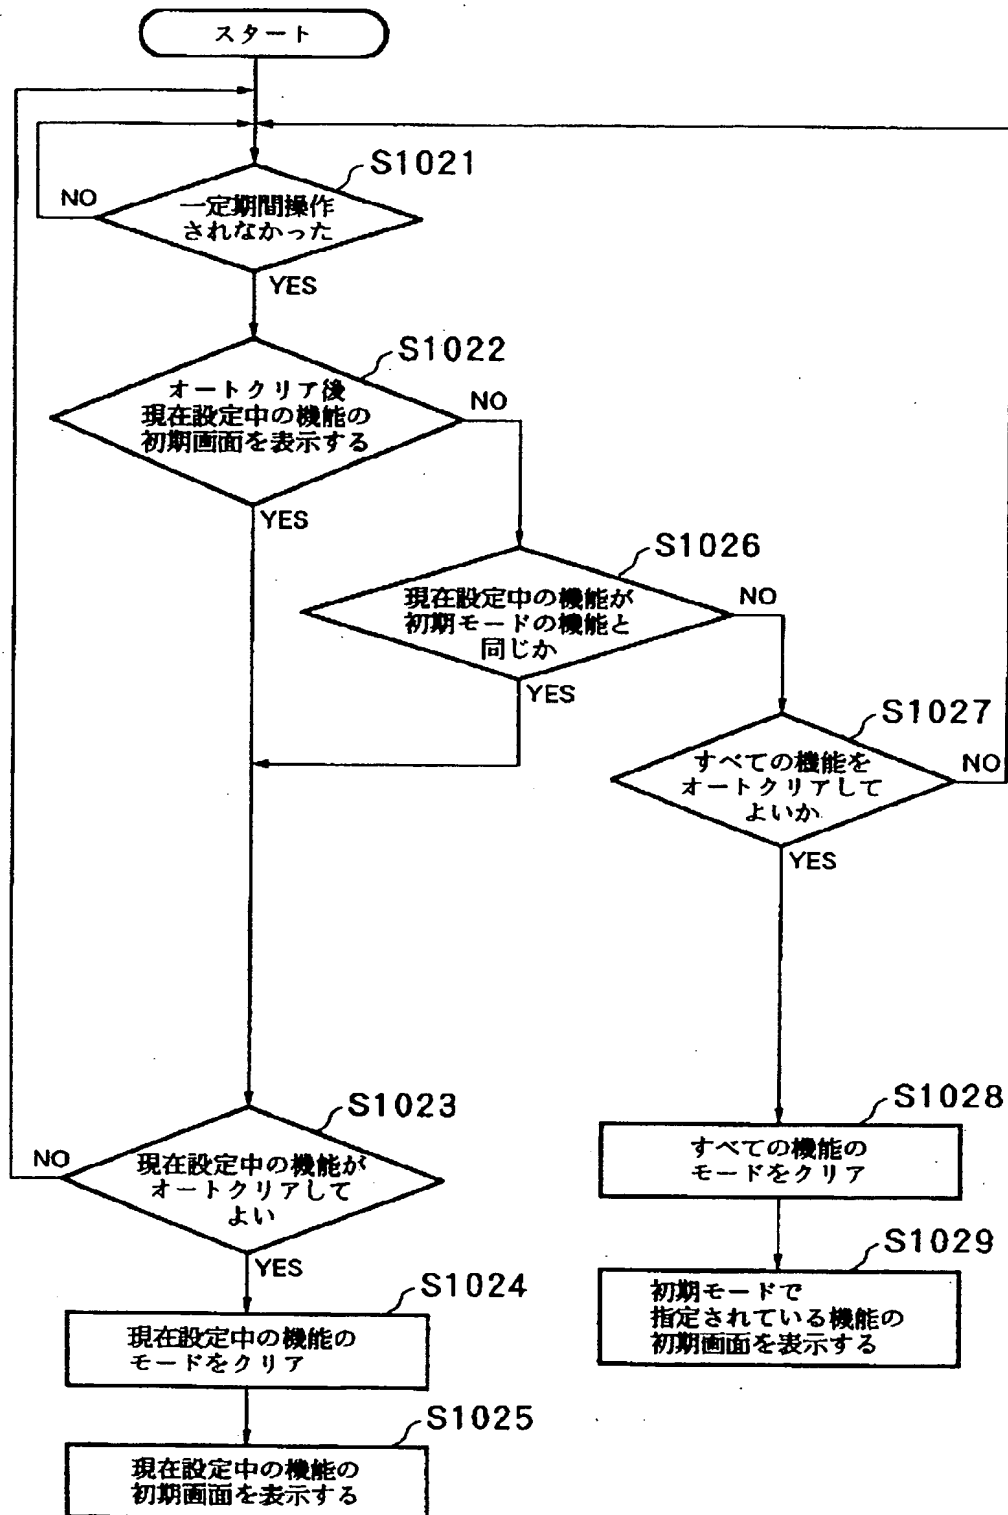 スタート
S1021
NO
一定期間操作
されなかった
YES
S1022
オートクリア後
現在設定中の機能の
初期画面を表示する
NO
YES
S1026
現在設定中の機能が
初期モードの機能と
同じか
NO
YES
S1027
すべての機能を
オートクリアして
よいか
NO
YES
S1023
NO
現在設定中の機能が
オートクリアして
よい
YES
S1028
すべての機能の
モードをクリア
S1024
現在設定中の機能の
モードをクリア
S1029
初期モードで
指定されている機能の
初期画面を表示する
S1025
現在設定中の機能の
初期画面を表示する